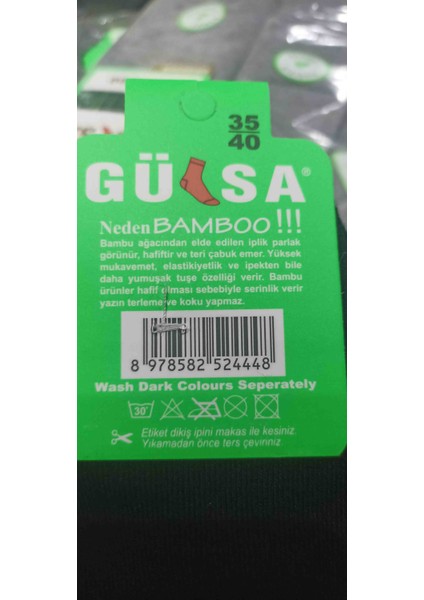 35
40
GÜLSA®
Neden BAMBOO!!!
Bambu ağacından elde edilen iplik parlak
görünür, hafiftir ve teri çabuk emer. Yüksek
mukavemet, elastikiyetlik ve ipekten bile
daha yumuşak tuşe özelliği verir. Bambu
ürünler hafif olması sebebiyle serinlik verir
yazın terleme ve koku yapmaz.
8 978582 524448
Wash Dark Colours Seperately
30°
Etiket dikiş ipini makas ile kesiniz.
Yıkamadan önce ters çeviriniz